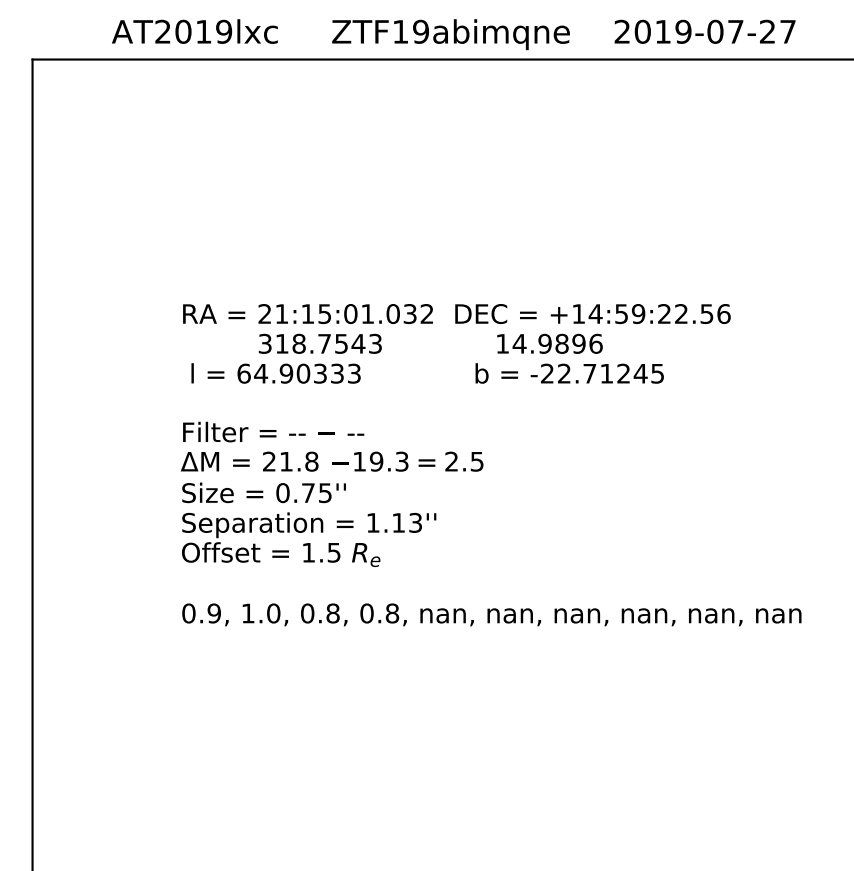 AT2019lxc ZTF19abimqne 2019-07-27
RA = 21:15:01.032 DEC = +14:59:22.56
318.7543 14.9896
l = 64.90333 b = -22.71245
Filter = -- − --
ΔM = 21.8 −19.3 = 2.5
Size = 0.75''
Separation = 1.13''
Offset = 1.5 Re
0.9, 1.0, 0.8, 0.8, nan, nan, nan, nan, nan, nan